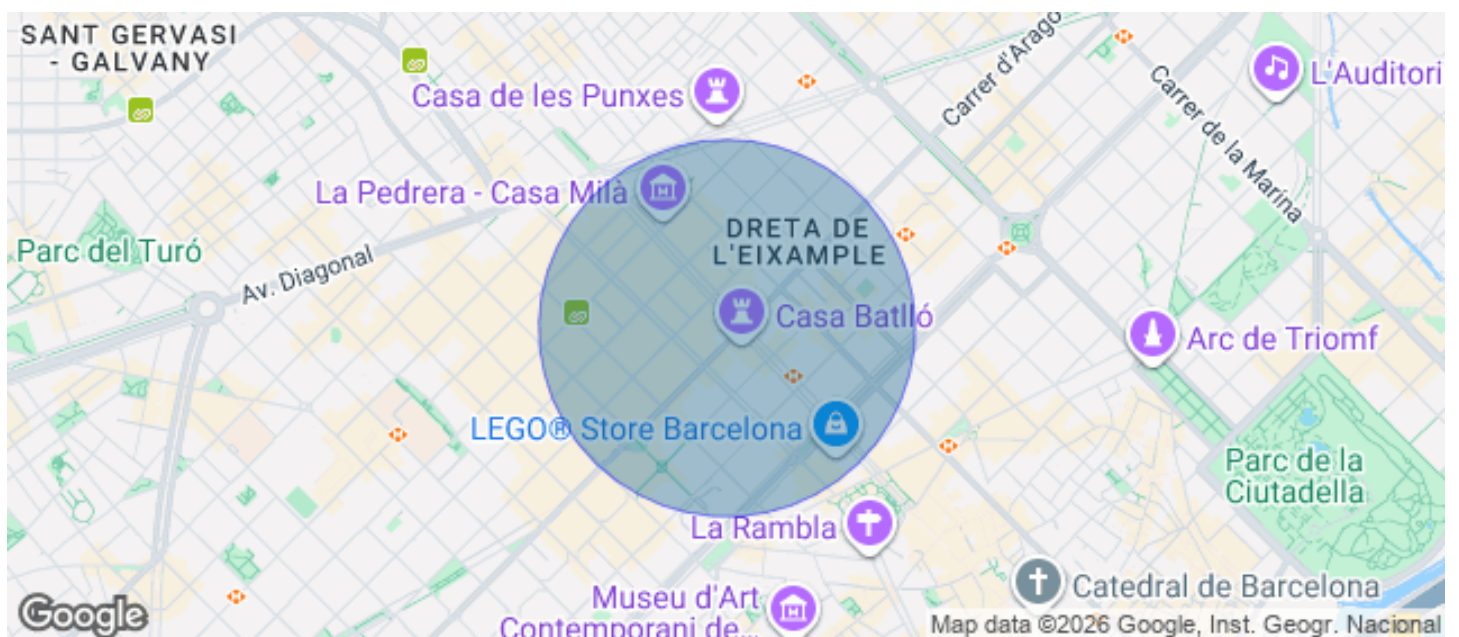 SANT GERVASI
- GALVANY
Casa de les Punxes
Carrer d'Aragó
L'Auditori
Carrer de la Marina
La Pedrera - Casa Milà
DRETA DE
L'EIXAMPLE
Parc del Turó
Av. Diagonal
Casa Batlló
Arc de Triomf
LEGO® Store Barcelona
Parc de la
Ciutadella
La Rambla
Catedral de Barcelona
Museu d'Art
Contemporani de...
Google
Map data ©2026 Google, Inst. Geogr. Nacional